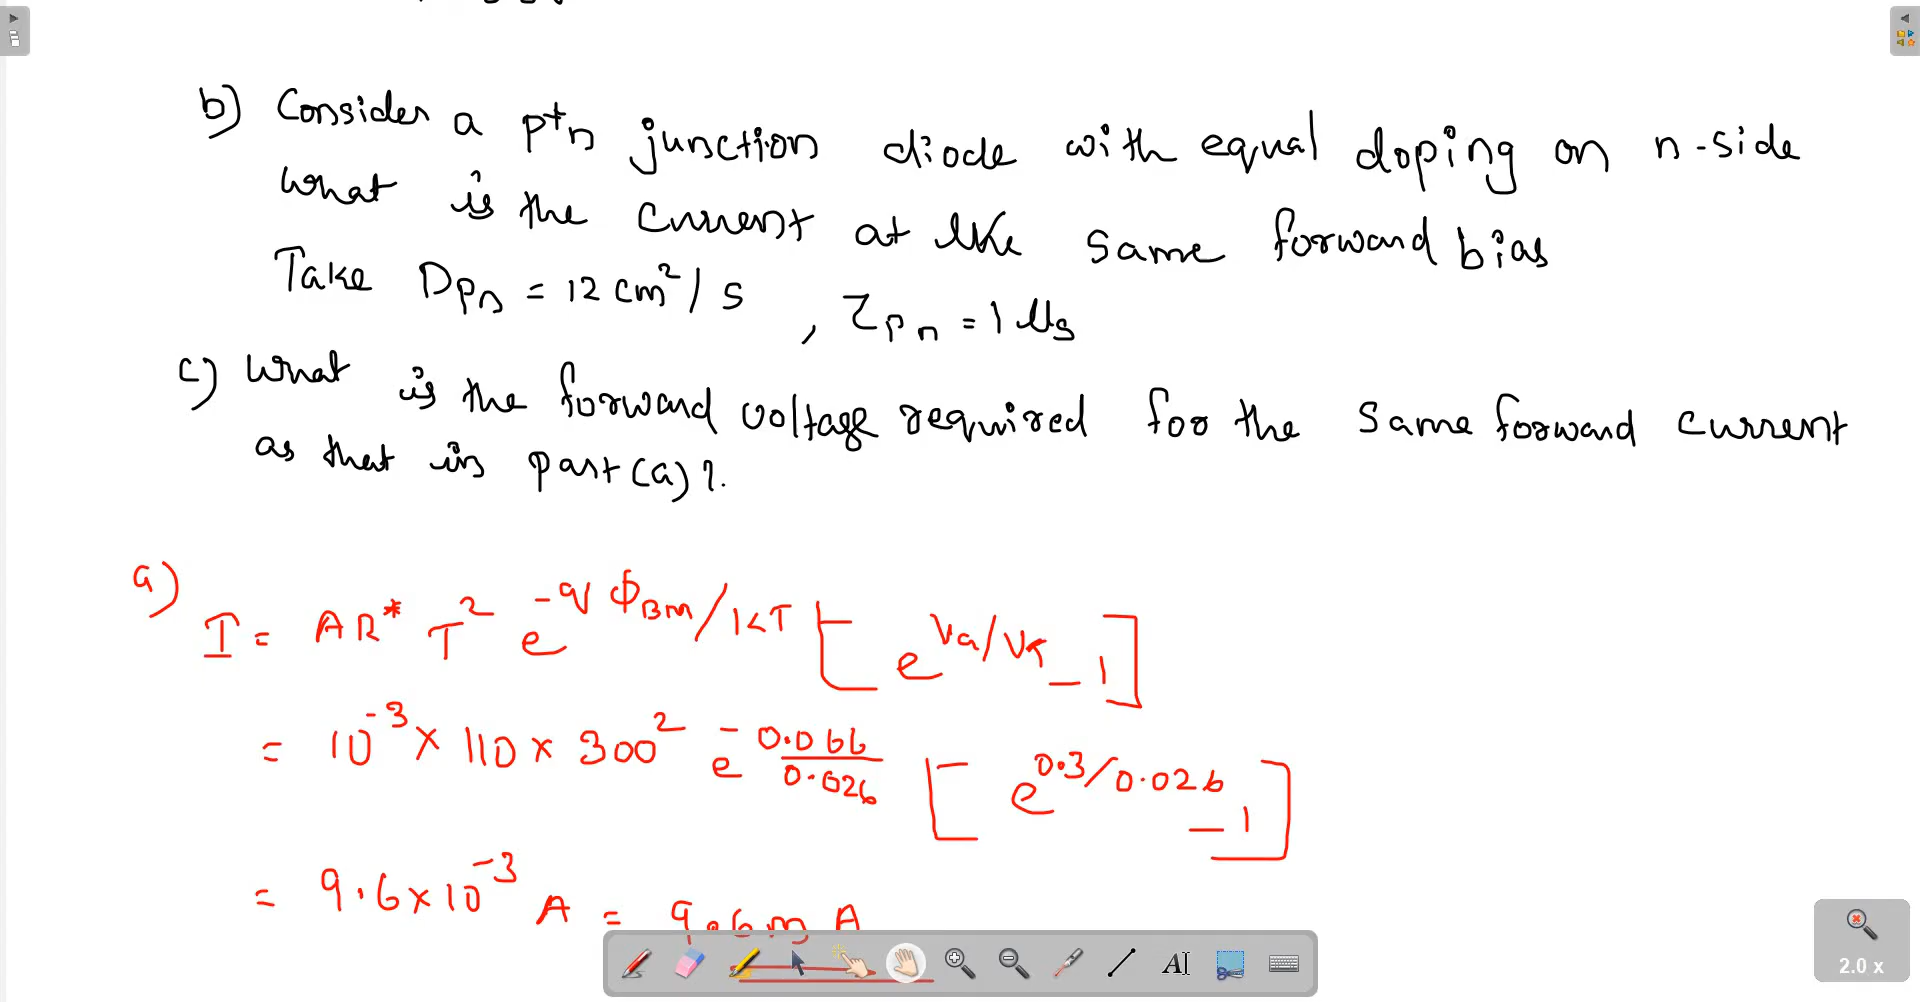 b) Consider a p+n junction diode with equal doping on n-side
What is the current at the same forward bias
Take Dpn = 12 cm²/s , τpn = 1 μs
c) What is the forward voltage required for the same forward current
as that in part (a)?.
a)
I = AR* T² e^-qΦBm/KT [e^Va/VT - 1]
= 10^-3 × 110 × 300² e^-0.066/0.026 [e^0.3/0.026 - 1]
= 9.6×10^-3 A = 9.6 m A
AI
2.0 x